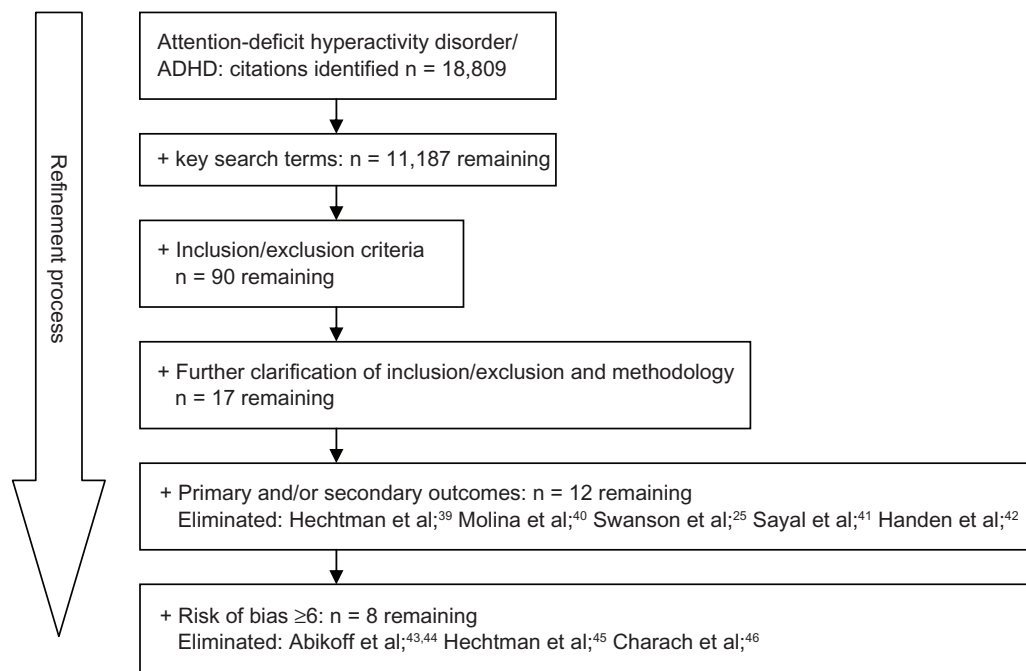 Refinement process
Attention-deficit hyperactivity disorder/
ADHD: citations identified n = 18,809
+ key search terms: n = 11,187 remaining
+ Inclusion/exclusion criteria
n = 90 remaining
+ Further clarification of inclusion/exclusion and methodology
n = 17 remaining
+ Primary and/or secondary outcomes: n = 12 remaining
Eliminated: Hechtman et al;³⁹ Molina et al;⁴⁰ Swanson et al;²⁵ Sayal et al;⁴¹ Handen et al;⁴²
+ Risk of bias ≥6: n = 8 remaining
Eliminated: Abikoff et al;⁴³,⁴⁴ Hechtman et al;⁴⁵ Charach et al;⁴⁶